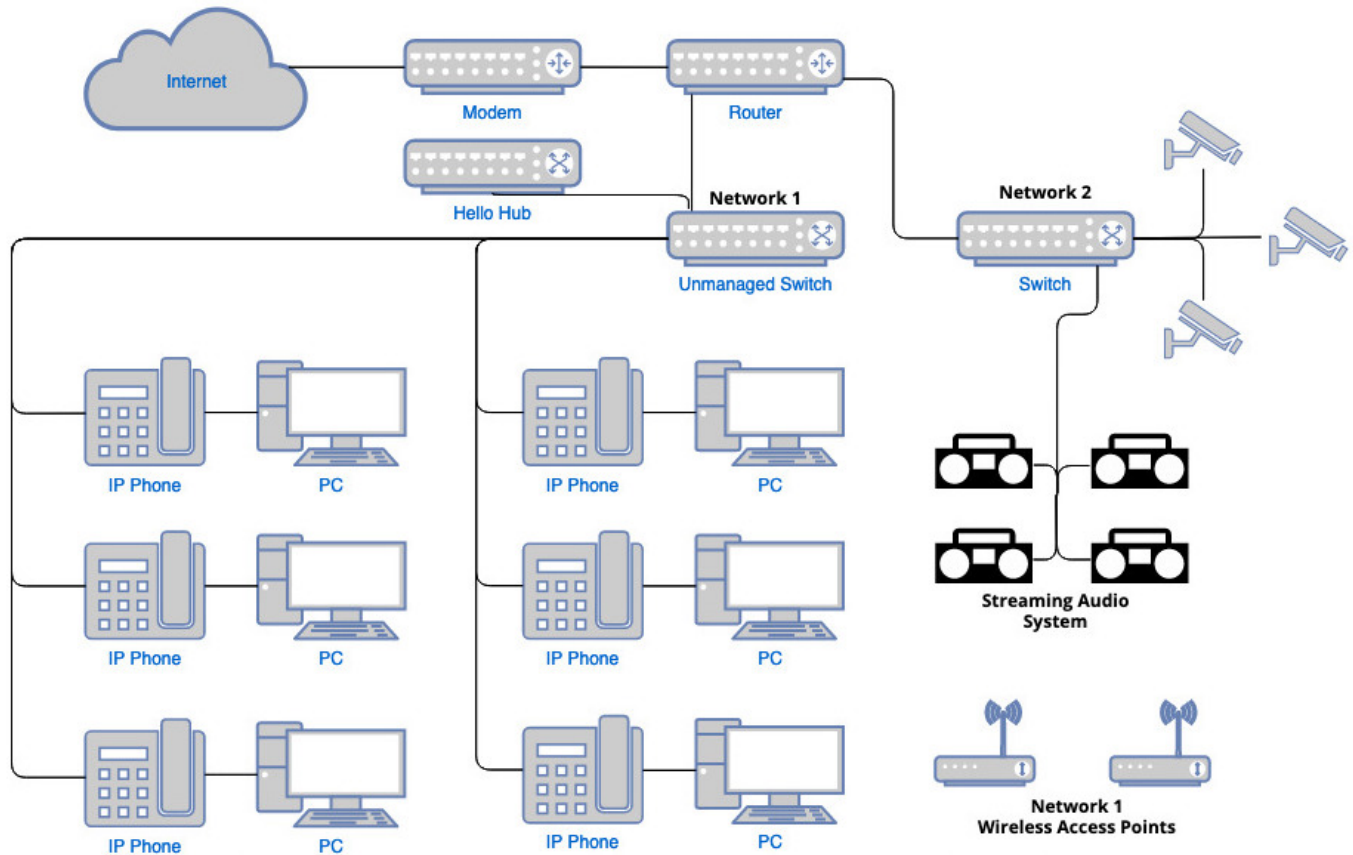 Internet
Modem
Router
Hello Hub
Network 1
Unmanaged Switch
Network 2
Switch
IP Phone
PC
IP Phone
PC
IP Phone
PC
IP Phone
PC
Streaming Audio
System
IP Phone
PC
IP Phone
PC
Network 1
Wireless Access Points